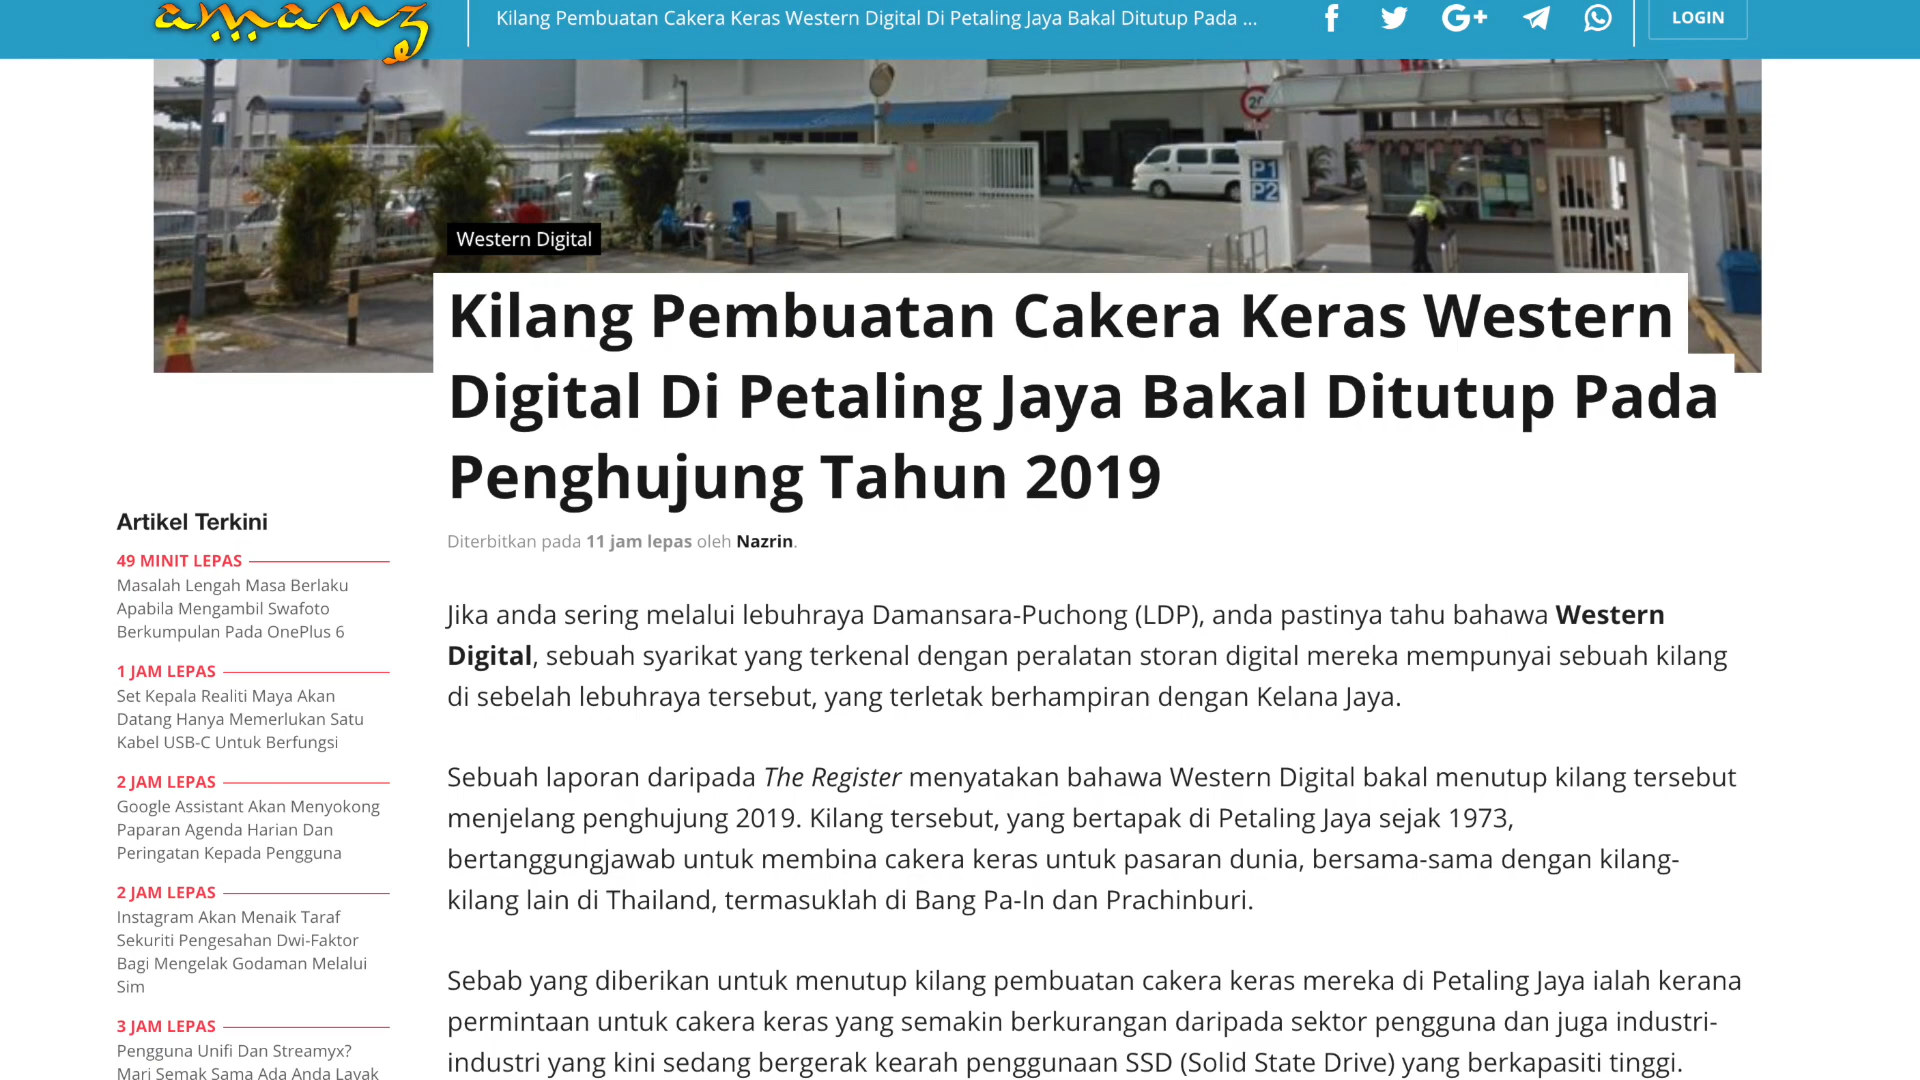 amanz
Kilang Pembuatan Cakera Keras Western Digital Di Petaling Jaya Bakal Ditutup Pada ...
LOGIN
20
P1
P2
Western Digital
Kilang Pembuatan Cakera Keras Western
Digital Di Petaling Jaya Bakal Ditutup Pada
Penghujung Tahun 2019
Diterbitkan pada 11 jam lepas oleh Nazrin.
Artikel Terkini
49 MINIT LEPAS
Masalah Lengah Masa Berlaku
Apabila Mengambil Swafoto
Berkumpulan Pada OnePlus 6
1 JAM LEPAS
Set Kepala Realiti Maya Akan
Datang Hanya Memerlukan Satu
Kabel USB-C Untuk Berfungsi
2 JAM LEPAS
Google Assistant Akan Menyokong
Paparan Agenda Harian Dan
Peringatan Kepada Pengguna
2 JAM LEPAS
Instagram Akan Menaik Taraf
Sekuriti Pengesahan Dwi-Faktor
Bagi Mengelak Godaman Melalui
Sim
3 JAM LEPAS
Pengguna Unifi Dan Streamyx?
Mari Semak Sama Ada Anda Layak
Jika anda sering melalui lebuhraya Damansara-Puchong (LDP), anda pastinya tahu bahawa Western
Digital, sebuah syarikat yang terkenal dengan peralatan storan digital mereka mempunyai sebuah kilang
di sebelah lebuhraya tersebut, yang terletak berhampiran dengan Kelana Jaya.
Sebuah laporan daripada The Register menyatakan bahawa Western Digital bakal menutup kilang tersebut
menjelang penghujung 2019. Kilang tersebut, yang bertapak di Petaling Jaya sejak 1973,
bertanggungjawab untuk membina cakera keras untuk pasaran dunia, bersama-sama dengan kilang-
kilang lain di Thailand, termasuklah di Bang Pa-In dan Prachinburi.
Sebab yang diberikan untuk menutup kilang pembuatan cakera keras mereka di Petaling Jaya ialah kerana
permintaan untuk cakera keras yang semakin berkurangan daripada sektor pengguna dan juga industri-
industri yang kini sedang bergerak kearah penggunaan SSD (Solid State Drive) yang berkapasiti tinggi.